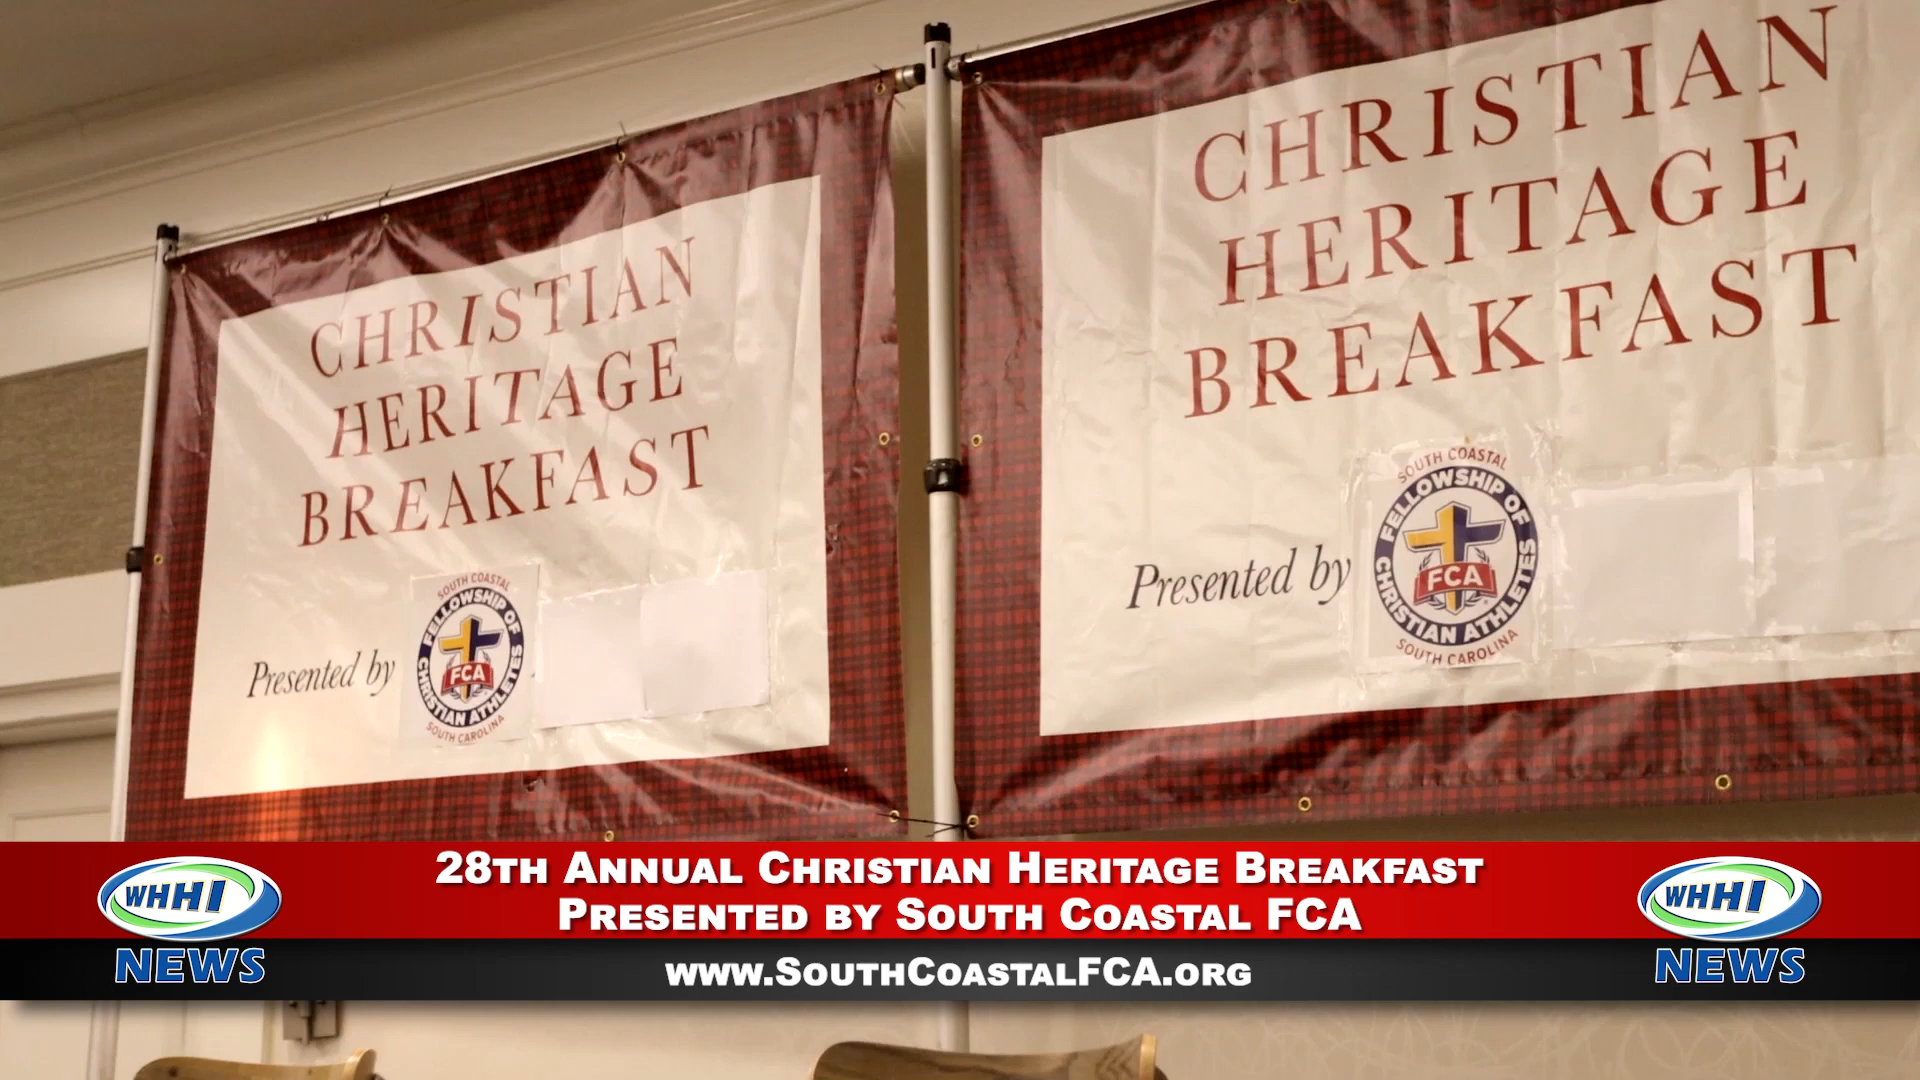 CHRISTIAN
HERITAGE
BREAKFAST
Presented by
SOUTH COASTAL
FELLOWSHIP OF
CHRISTIAN ATHLETES
FCA
SOUTH CAROLINA
CHRISTIAN
HERITAGE
BREAKFAST
Presented by
SOUTH COASTAL
FELLOWSHIP OF
CHRISTIAN ATHLETES
FCA
SOUTH CAROLINA
WHHI
NEWS
28TH ANNUAL CHRISTIAN HERITAGE BREAKFAST
PRESENTED BY SOUTH COASTAL FCA
WWW.SOUTHCOASTALFCA.ORG
WHHI
NEWS